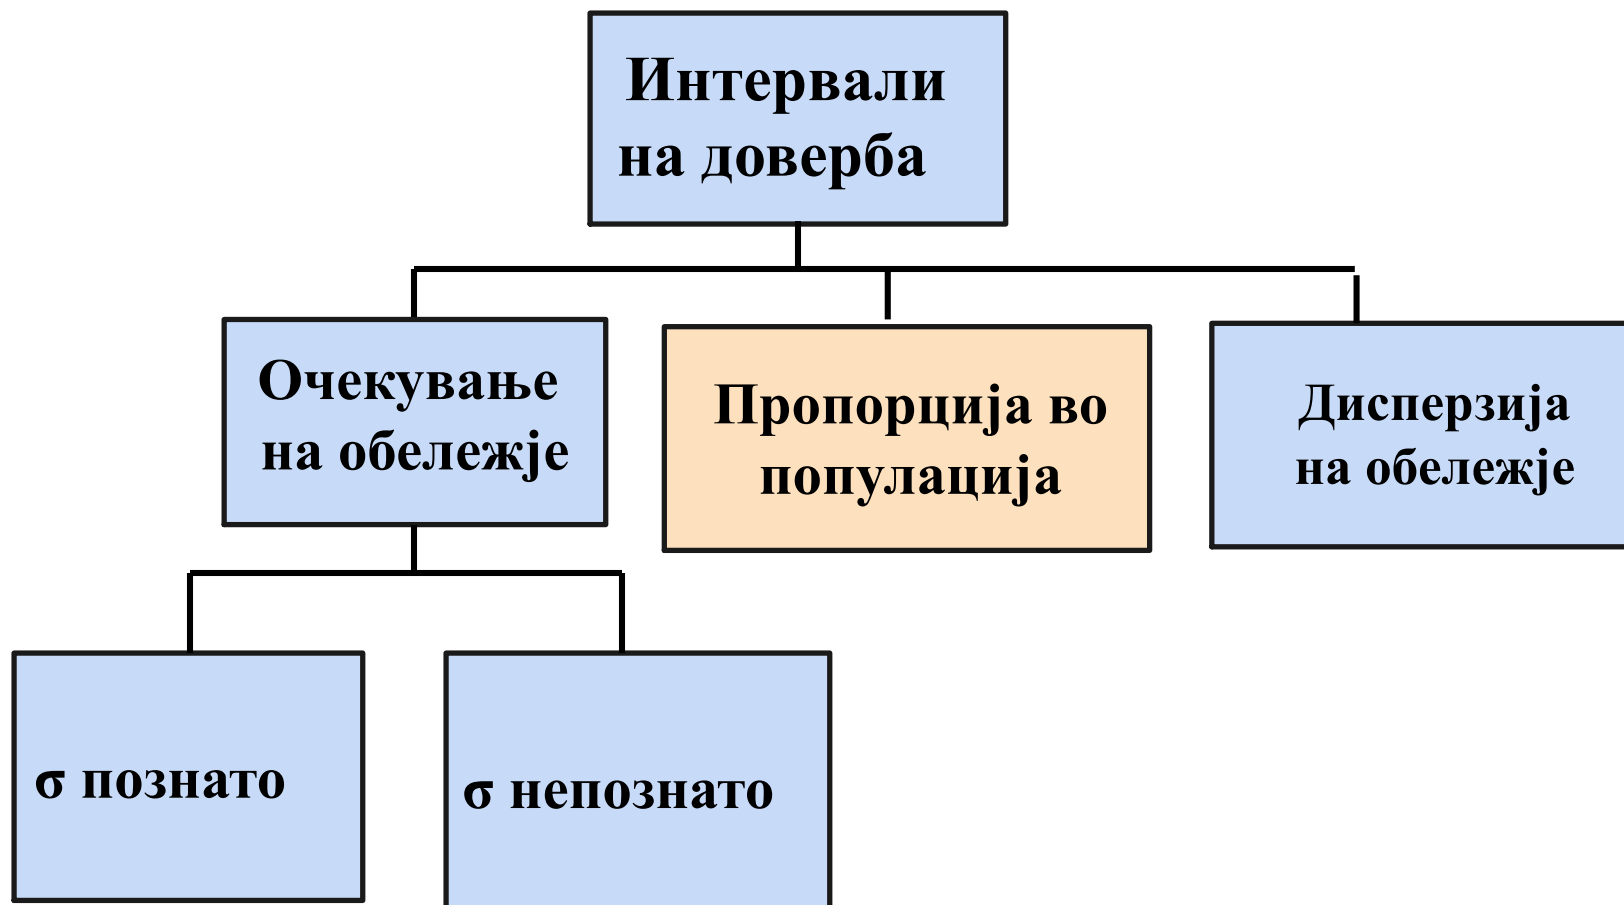 Интервали
на доверба
Очекување
на обележје
Пропорција во
популација
Дисперзија
на обележје
σ познато
σ непознато